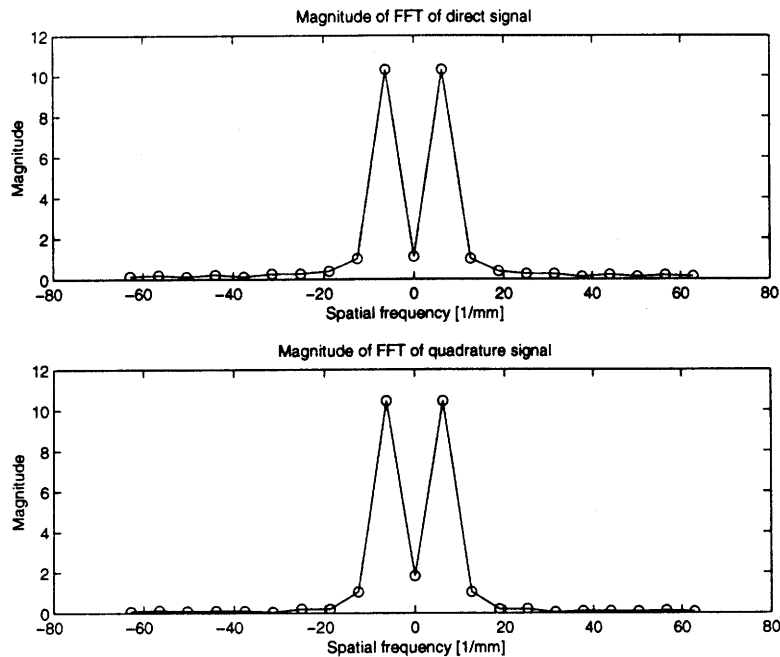 Magnitude of FFT of direct signal
12
10
8
6
4
2
0
Magnitude
−80 −60 −40 −20 0 20 40 60 80
Spatial frequency [1/mm]
Magnitude of FFT of quadrature signal
12
10
8
6
4
2
0
Magnitude
−80 −60 −40 −20 0 20 40 60 80
Spatial frequency [1/mm]